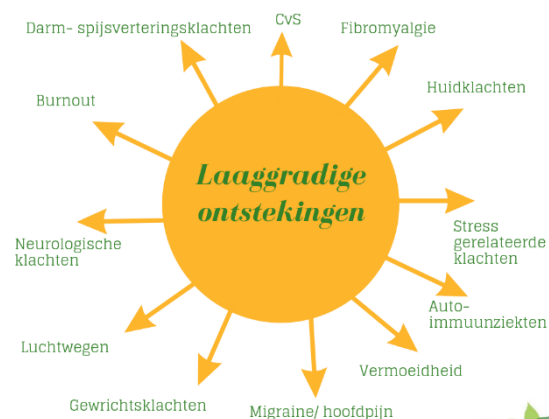 CvS
Darm- spijsverteringsklachten
Fibromyalgie
Burnout
Huidklachten
Laaggradige
ontstekingen
Stress
gerelateerde
klachten
Neurologische
klachten
Auto-
immuunziekten
Luchtwegen
Vermoeidheid
Gewrichtsklachten
Migraine/ hoofdpijn